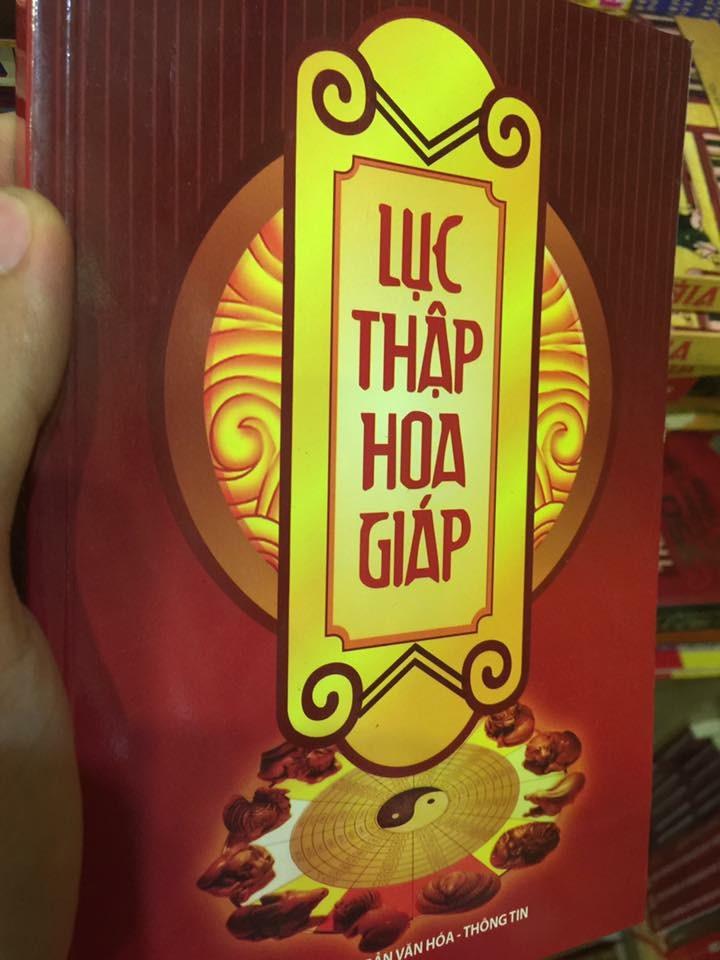 LỤC
THẬP
HOA
GIÁP
VĂN HÓA - THÔNG TIN